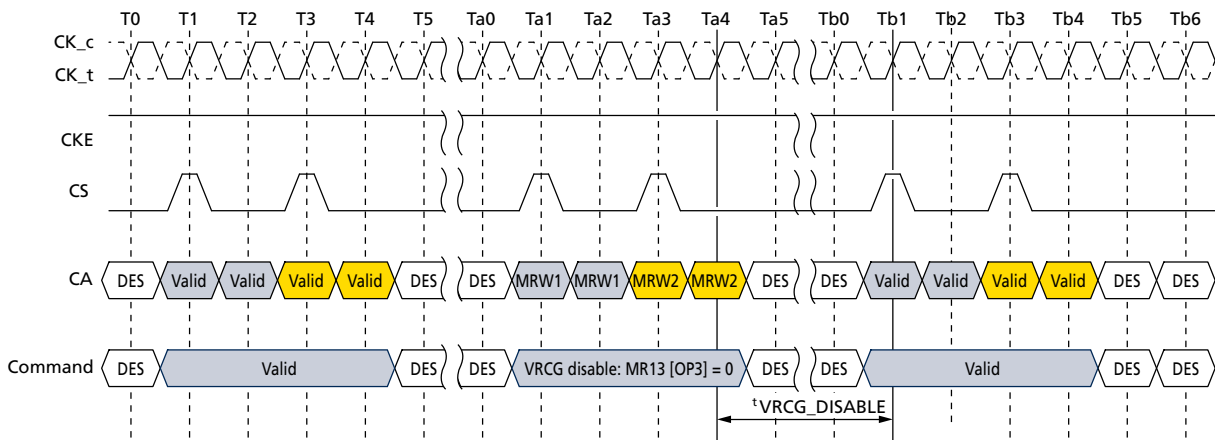 T0 T1 T2 T3 T4 T5 Ta0 Ta1 Ta2 Ta3 Ta4 Ta5 Tb0 Tb1 Tb2 Tb3 Tb4 Tb5 Tb6
CK_c
CK_t
CKE
CS
CA DES Valid Valid Valid Valid DES DES MRW1 MRW1 MRW2 MRW2 DES DES Valid Valid Valid Valid DES DES
Command DES Valid DES DES VRCG disable: MR13 [OP3] = 0 DES DES Valid DES DES
tVRCG_DISABLE